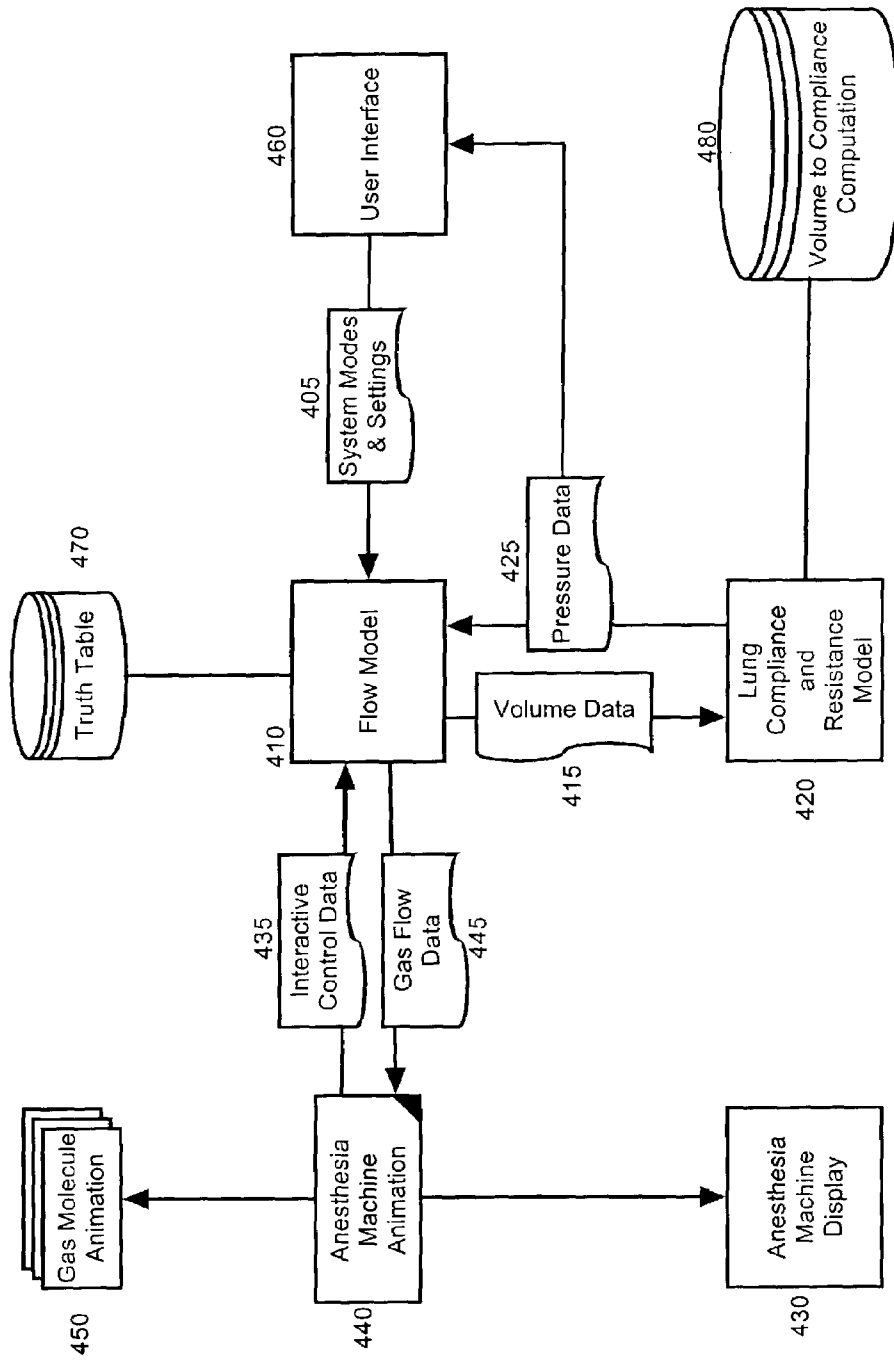 450
Gas Molecule
Animation
470
Truth Table
460
User Interface
405
System Modes
& Settings
440
Anesthesia
Machine
Animation
435
Interactive
Control Data
Gas Flow
Data
445
410
Flow Model
Volume Data
415
425
Pressure Data
430
Anesthesia
Machine
Display
420
Lung
Compliance
and
Resistance
Model
480
Volume to Compliance
Computation